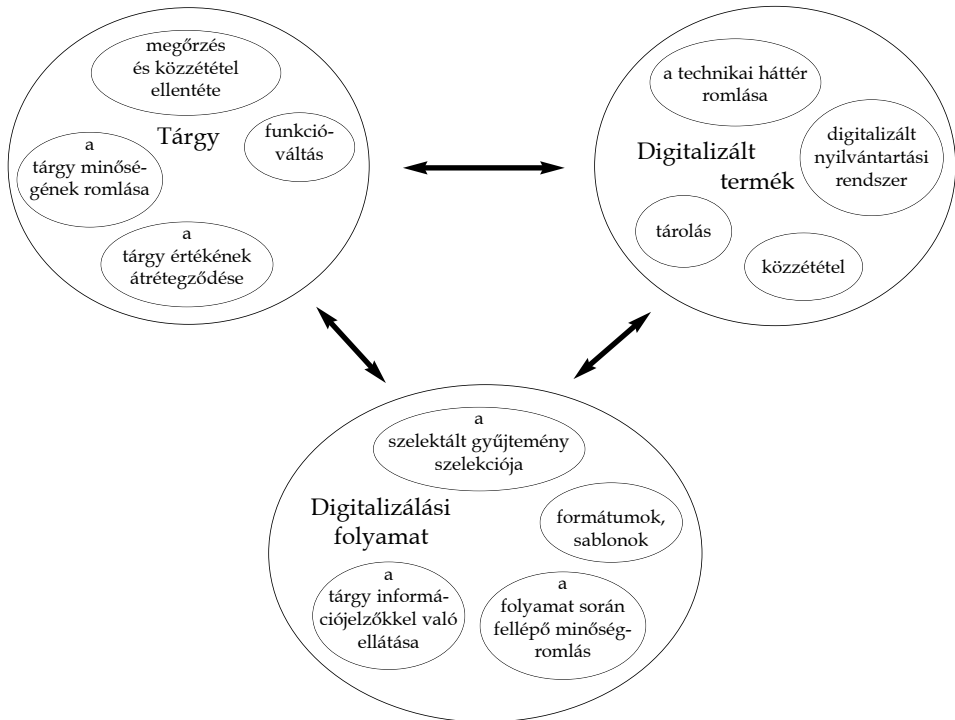 megőrzés
és közzététel
ellentéte
Tárgy
funkció-
váltás
a
tárgy minősé-
gének romlása
a
tárgy értékének
átrétegződése
a technikai háttér
romlása
Digitalizált
termék
digitalizált
nyilvántartási
rendszer
tárolás
közzététel
a
szelektált gyűjtemény
szelekciója
Digitalizálási
folyamat
formátumok,
sablonok
a
tárgy informá-
ciójelzőkkel való
ellátása
a
folyamat során
fellépő minőség-
romlás